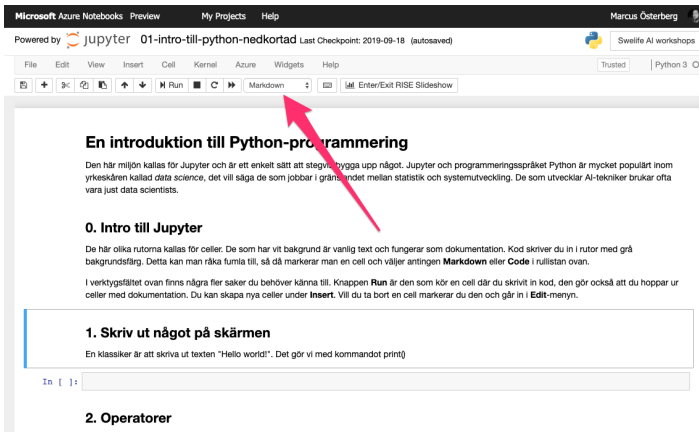 Microsoft Azure Notebooks Preview My Projects Help Marcus Österberg
Powered by jupyter 01-intro-till-python-nedkortad Last Checkpoint: 2019-09-18 (autosaved) Swelife AI workshops
File Edit View Insert Cell Kernel Azure Widgets Help Trusted Python 3
Run Markdown Enter/Exit RISE Slideshow
En introduktion till Python-programmering
Den här miljön kallas för Jupyter och är ett enkelt sätt att stegvis bygga upp något. Jupyter och programmeringsspråket Python är mycket populärt inom
yrkeskåren kallad data science, det vill säga de som jobbar i gränslandet mellan statistik och systemutveckling. De som utvecklar AI-tekniker brukar ofta
vara just data scientists.
0. Intro till Jupyter
De här olika rutorna kallas för celler. De som har vit bakgrund är vanlig text och fungerar som dokumentation. Kod skriver du in i rutor med grå
bakgrundsfärg. Detta kan man råka fumla till, så då markerar man en cell och väljer antingen Markdown eller Code i rullistan ovan.
I verktygsfältet ovan finns några fler saker du behöver känna till. Knappen Run är den som kör en cell där du skrivit in kod, den gör också att du hoppar ur
celler med dokumentation. Du kan skapa nya celler under Insert. Vill du ta bort en cell markerar du den och går in i Edit-menyn.
1. Skriv ut något på skärmen
En klassiker är att skriva ut texten "Hello world!". Det gör vi med kommandot print()
In [ ]:
2. Operatorer